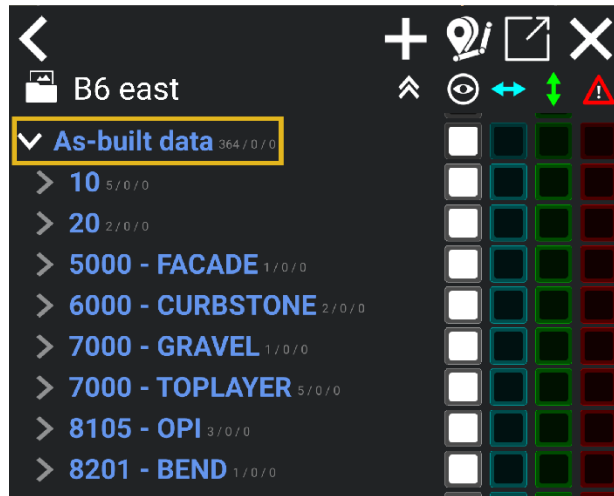 B6 east
As-built data 364/0/0
10 5/0/0
20 2/0/0
5000 - FACADE 1/0/0
6000 - CURBSTONE 2/0/0
7000 - GRAVEL 1/0/0
7000 - TOPLAYER 5/0/0
8105 - OPI 3/0/0
8201 - BEND 1/0/0